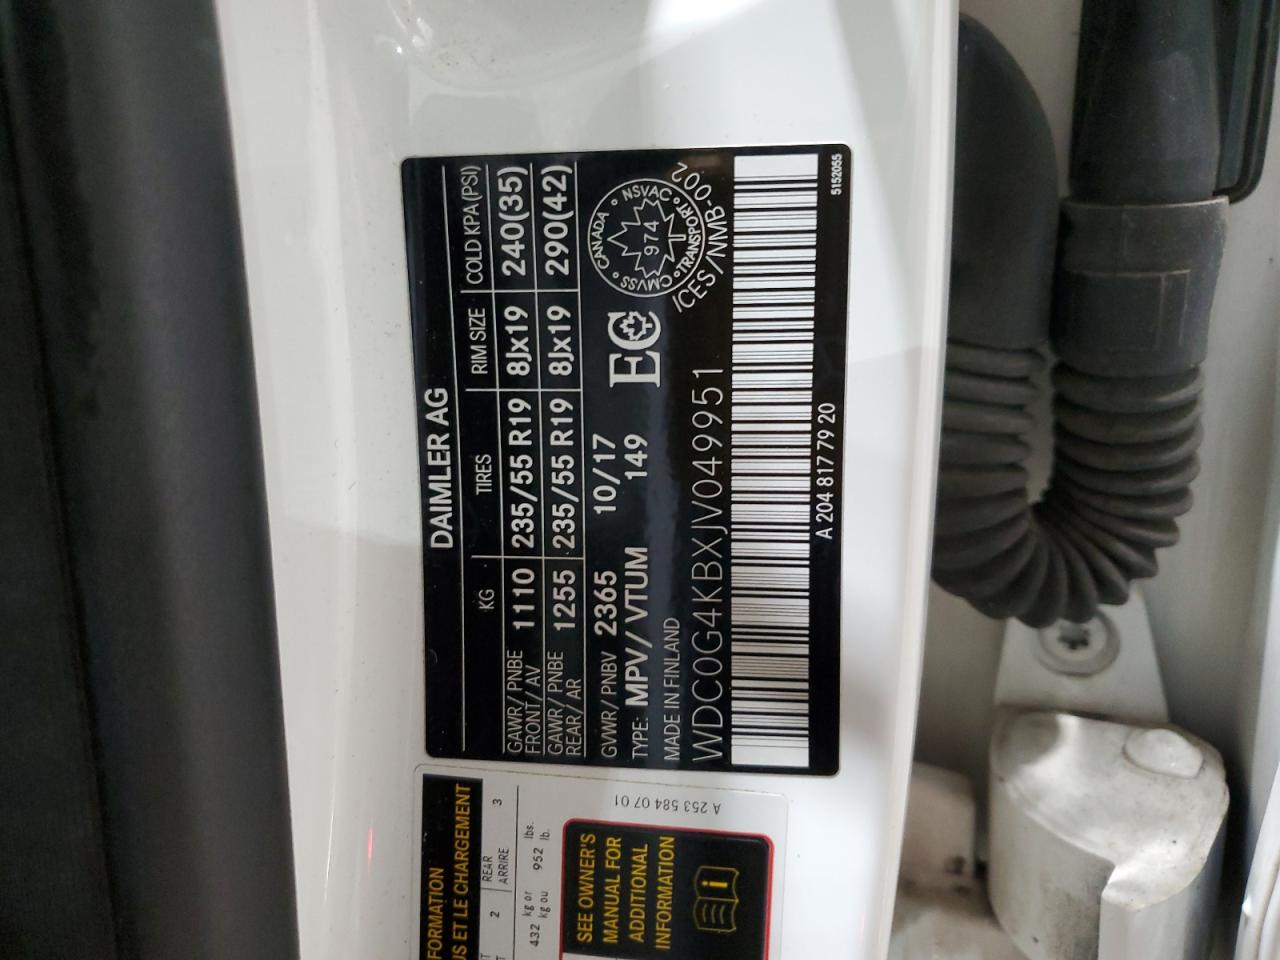 DAIMLER AG
KG TIRES RIM SIZE COLD KPA(PSI)
GAWR/PNBE FRONT/AV 1110 235/55 R19 8Jx19 240(35)
GAWR/PNBE REAR/AR 1255 235/55 R19 8Jx19 290(42)
GVWR/PNBV 2365 10/17
TYPE: MPV/VTUM 149 EC
MADE IN FINLAND
CANADA NSVAC TRANSPORT CMVSS
974
ICES/NMB-002
WDC0G4KBXJV049951
A 204 817 79 20
5152055
FORMATION
US ET LE CHARGEMENT
2 REAR ARRIRE 3
432 kg or 952 lbs.
kg ou lb.
SEE OWNER'S
MANUAL FOR
ADDITIONAL
INFORMATION
A 253 584 07 01